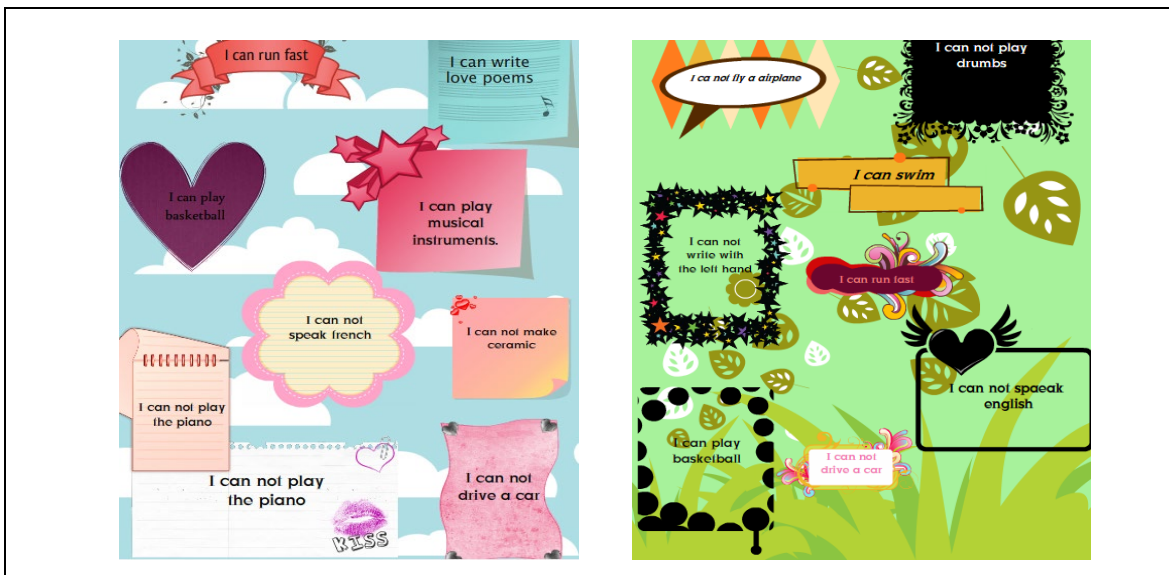 I can run fast
I can write
love poems
I can play
basketball
I can play
musical
instruments.
I can not
speak french
I can not make
ceramic
I can not play
the piano
I can not play
the piano
KISS
I can not
drive a car
I ca not fly a airplane
I can not play
drumbs
I can swim
I can not
write with
the left hand
I can run fast
I can not spaeak
english
I can play
basketball
I can not
drive a car